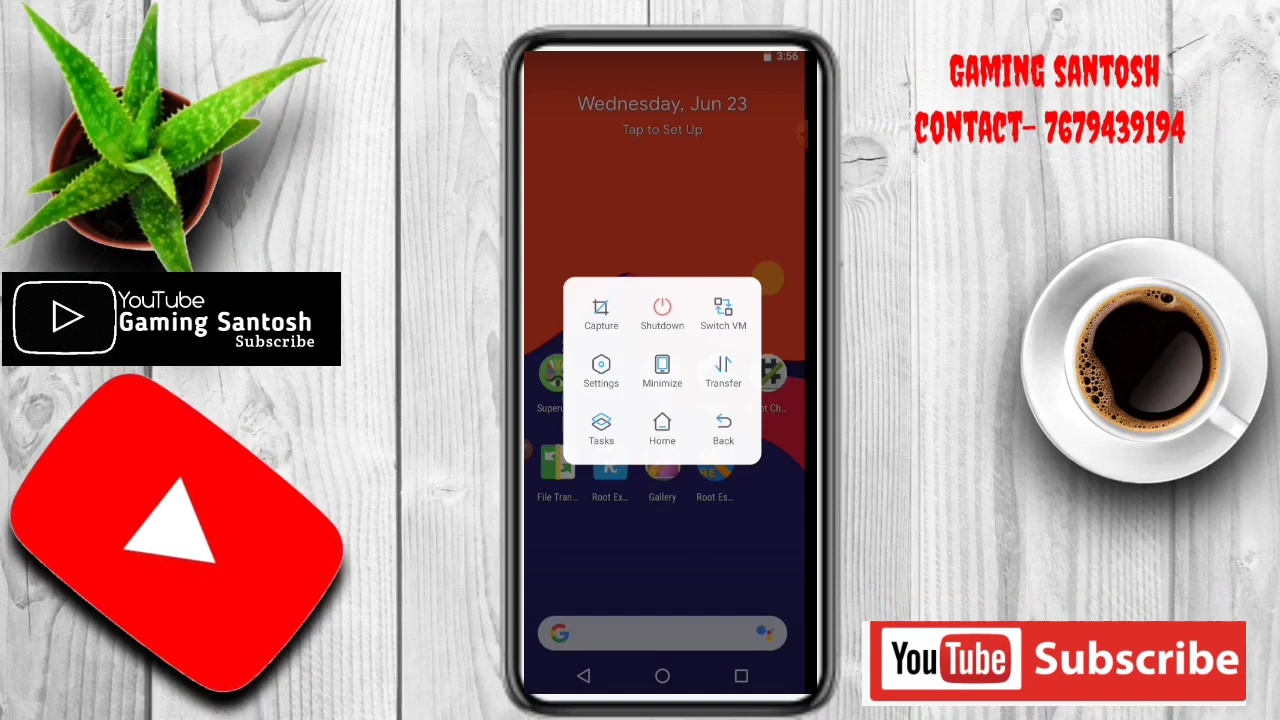 GAMING SANTOSH
CONTACT- 7679439194
YouTube
Gaming Santosh
Subscribe
3:56
Wednesday, Jun 23
Tap to Set Up
Capture
Shutdown
Switch VM
Settings
Minimize
Transfer
Tasks
Home
Back
File Tran...
Root Ex...
Gallery
Root Es...
G
YouTube Subscribe